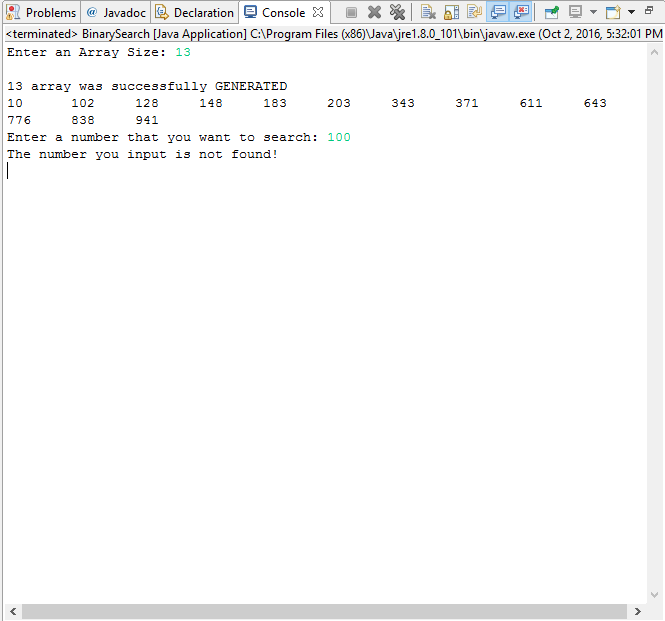 Problems @ Javadoc Declaration Console
<terminated> BinarySearch [Java Application] C:\Program Files (x86)\Java\jre1.8.0_101\bin\javaw.exe (Oct 2, 2016, 5:32:01 PM
Enter an Array Size: 13
13 array was successfully GENERATED
10 102 128 148 183 203 343 371 611 643
776 838 941
Enter a number that you want to search: 100
The number you input is not found!